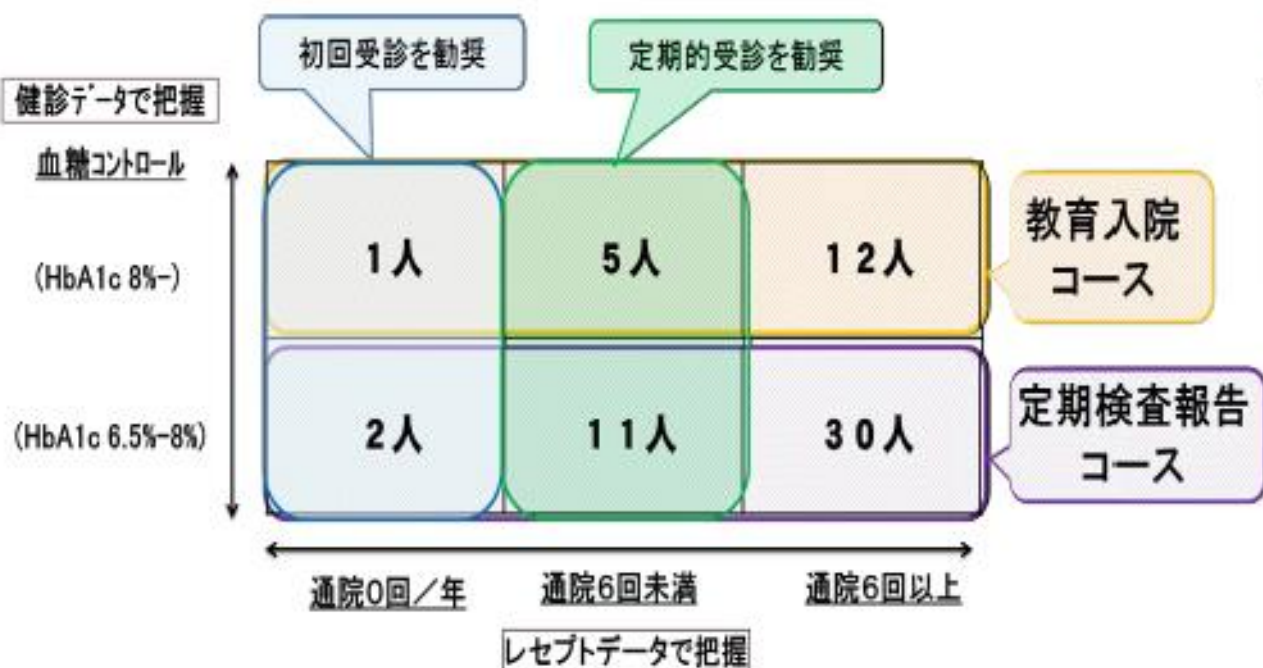 初回受診を勧奨
定期的受診を勧奨
健診データで把握
血糖コントロール
(HbA1c 8%-)
1人
5人
12人
教育入院
コース
(HbA1c 6.5%-8%)
2人
11人
30人
定期検査報告
コース
通院0回／年
通院6回未満
通院6回以上
レセプトデータで把握